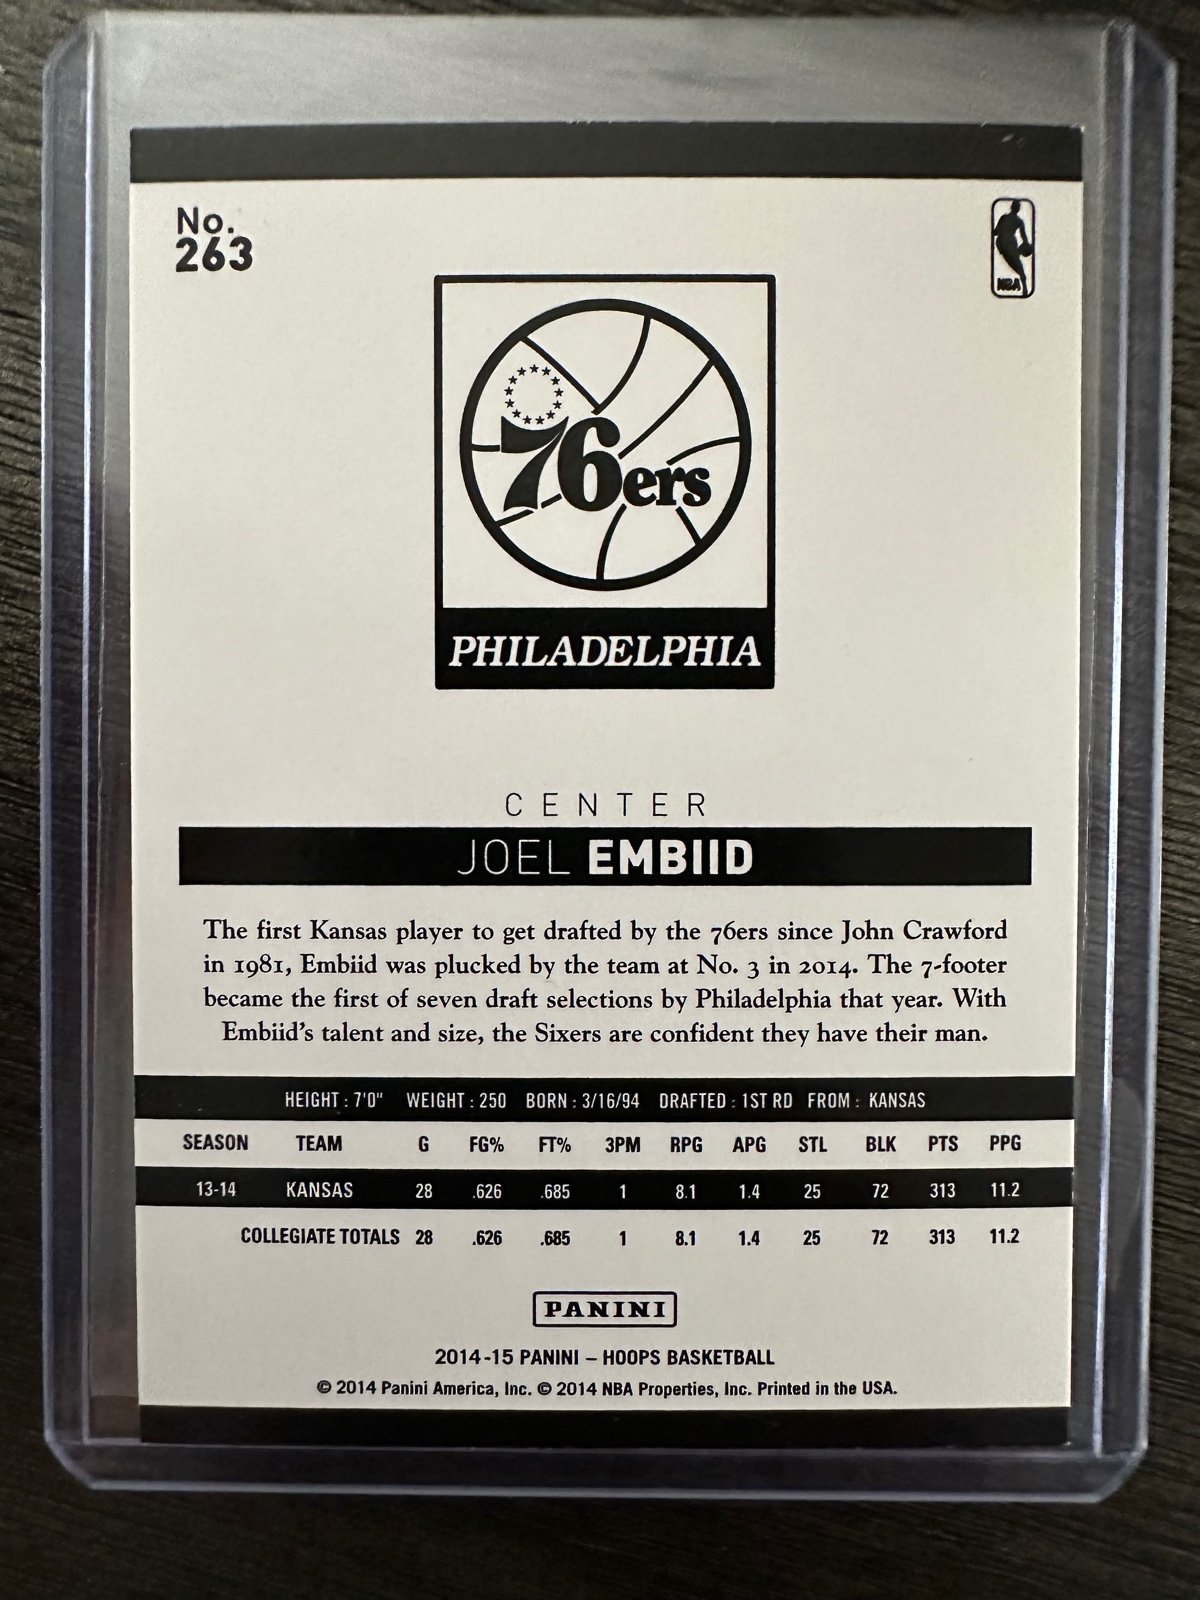 No.
263
NBA
76ers
PHILADELPHIA
CENTER
JOEL EMBIID
The first Kansas player to get drafted by the 76ers since John Crawford
in 1981, Embiid was plucked by the team at No. 3 in 2014. The 7-footer
became the first of seven draft selections by Philadelphia that year. With
Embiid's talent and size, the Sixers are confident they have their man.
HEIGHT : 7'0" WEIGHT : 250 BORN : 3/16/94 DRAFTED : 1ST RD FROM : KANSAS
SEASON TEAM G FG% FT% 3PM RPG APG STL BLK PTS PPG
13-14 KANSAS 28 .626 .685 1 8.1 1.4 25 72 313 11.2
COLLEGIATE TOTALS 28 .626 .685 1 8.1 1.4 25 72 313 11.2
PANINI
2014-15 PANINI – HOOPS BASKETBALL
© 2014 Panini America, Inc. © 2014 NBA Properties, Inc. Printed in the USA.